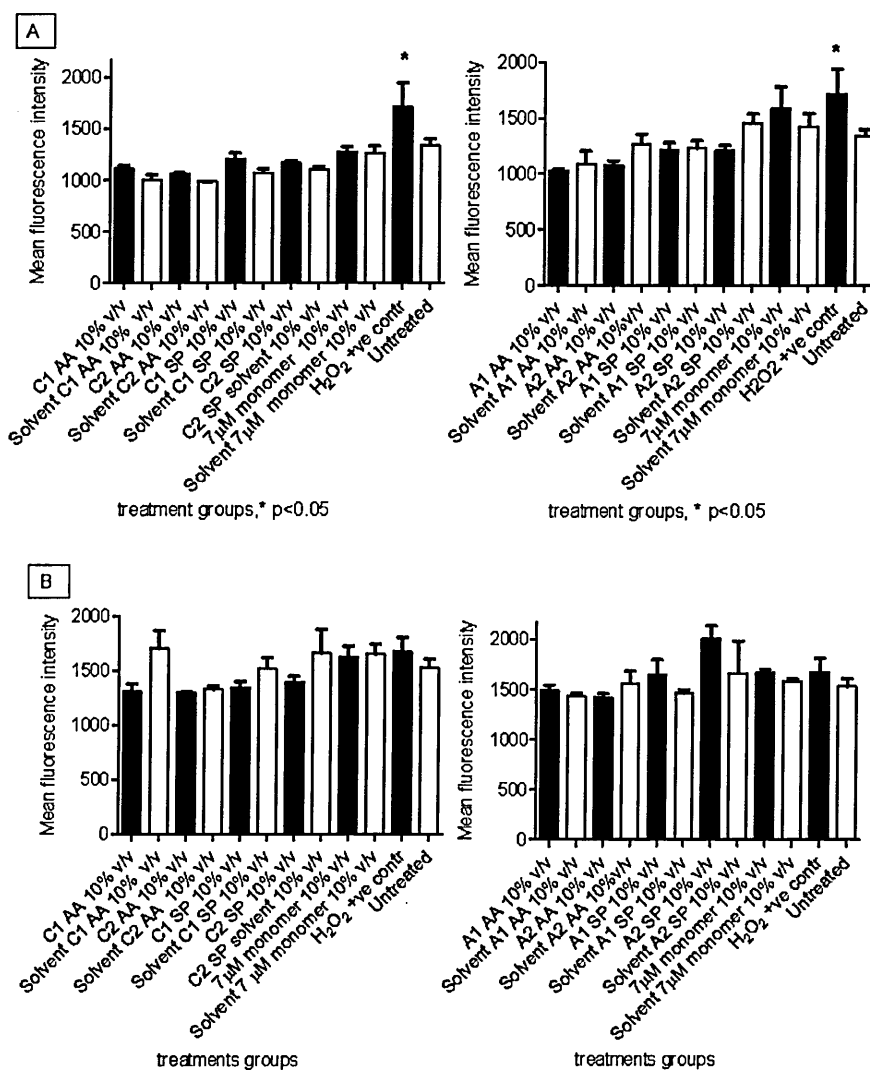 A
Mean fluorescence intensity
2000
1500
1000
500
0
*
C1 AA 10% v/v
Solvent C1 AA 10% v/v
C2 AA 10% v/v
Solvent C2 AA 10% v/v
C1 SP 10% v/v
Solvent C1 SP 10% v/v
C2 SP 10% v/v
C2 SP solvent 10% v/v
7µM monomer 10% v/v
Solvent 7µM monomer 10% v/v
H₂O₂ +ve contr
Untreated
treatment groups,* p<0.05
Mean fluorescence intensity
2000
1500
1000
500
0
*
A1 AA 10% v/v
Solvent A1 AA 10% v/v
A2 AA 10% v/v
Solvent A2 AA 10% v/v
A1 SP 10% v/v
Solvent A1 SP 10% v/v
A2 SP 10% v/v
Solvent A2 SP 10% v/v
7µM monomer 10% v/v
Solvent 7µM monomer 10% v/v
H2O2 +ve contr
Untreated
treatment groups, * p<0.05
B
Mean fluorescence intensity
2000
1500
1000
500
0
C1 AA 10% v/v
Solvent C1 AA 10% v/v
C2 AA 10% v/v
Solvent C2 AA 10% v/v
C1 SP 10% v/v
Solvent C1 SP 10% v/v
C2 SP 10% v/v
C2 SP solvent 10% v/v
7µM monomer 10% v/v
Solvent 7 µM monomer 10% v/v
H₂O₂ +ve contr
Untreated
treatments groups
Mean fluorescence intensity
2000
1500
1000
500
0
A1 AA 10% v/v
Solvent A1 AA 10% v/v
A2 AA 10% v/v
Solvent A2 AA 10% v/v
A1 SP 10% v/v
Solvent A1 SP 10% v/v
A2 SP 10% v/v
Solvent A2 SP 10% v/v
7µM monomer 10% v/v
Solvent 7µM monomer 10% v/v
H₂O₂ +ve contr
Untreated
treatments groups